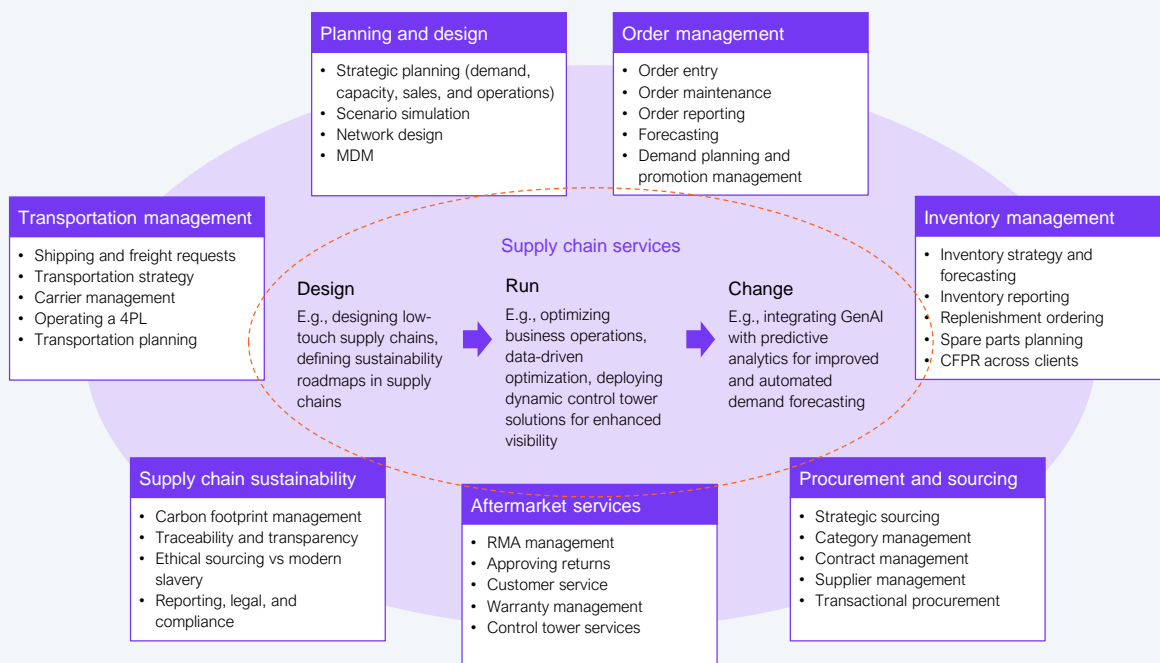 Planning and design
• Strategic planning (demand,
capacity, sales, and operations)
• Scenario simulation
• Network design
• MDM
Order management
• Order entry
• Order maintenance
• Order reporting
• Forecasting
• Demand planning and
promotion management
Transportation management
• Shipping and freight requests
• Transportation strategy
• Carrier management
• Operating a 4PL
• Transportation planning
Supply chain services
Design
E.g., designing low-
touch supply chains,
defining sustainability
roadmaps in supply
chains
Run
E.g., optimizing
business operations,
data-driven
optimization, deploying
dynamic control tower
solutions for enhanced
visibility
Change
E.g., integrating GenAI
with predictive
analytics for improved
and automated
demand forecasting
Inventory management
• Inventory strategy and
forecasting
• Inventory reporting
• Replenishment ordering
• Spare parts planning
• CFPR across clients
Supply chain sustainability
• Carbon footprint management
• Traceability and transparency
• Ethical sourcing vs modern
slavery
• Reporting, legal, and
compliance
Aftermarket services
• RMA management
• Approving returns
• Customer service
• Warranty management
• Control tower services
Procurement and sourcing
• Strategic sourcing
• Category management
• Contract management
• Supplier management
• Transactional procurement